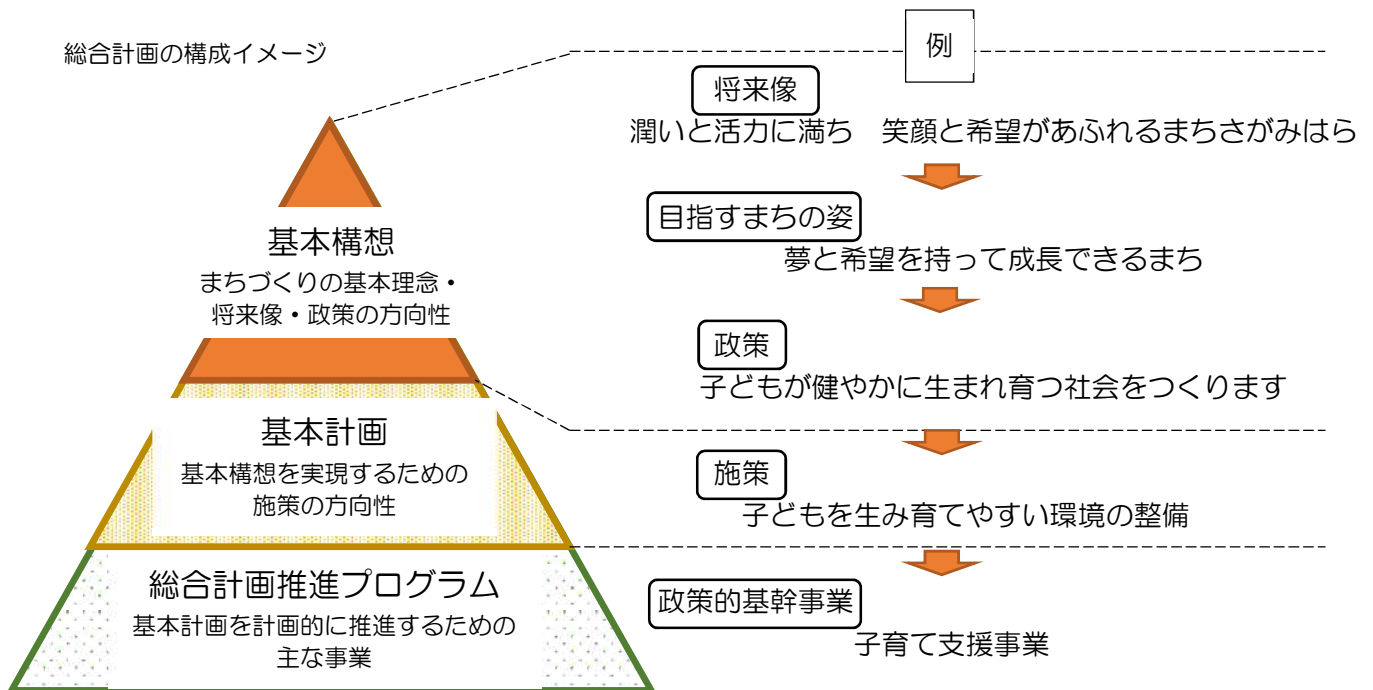 総合計画の構成イメージ
基本構想
まちづくりの基本理念・
将来像・政策の方向性
基本計画
基本構想を実現するための
施策の方向性
総合計画推進プログラム
基本計画を計画的に推進するための
主な事業
例
将来像
潤いと活力に満ち　笑顔と希望があふれるまちさがみはら
目指すまちの姿
夢と希望を持って成長できるまち
政策
子どもが健やかに生まれ育つ社会をつくります
施策
子どもを生み育てやすい環境の整備
政策的基幹事業
子育て支援事業